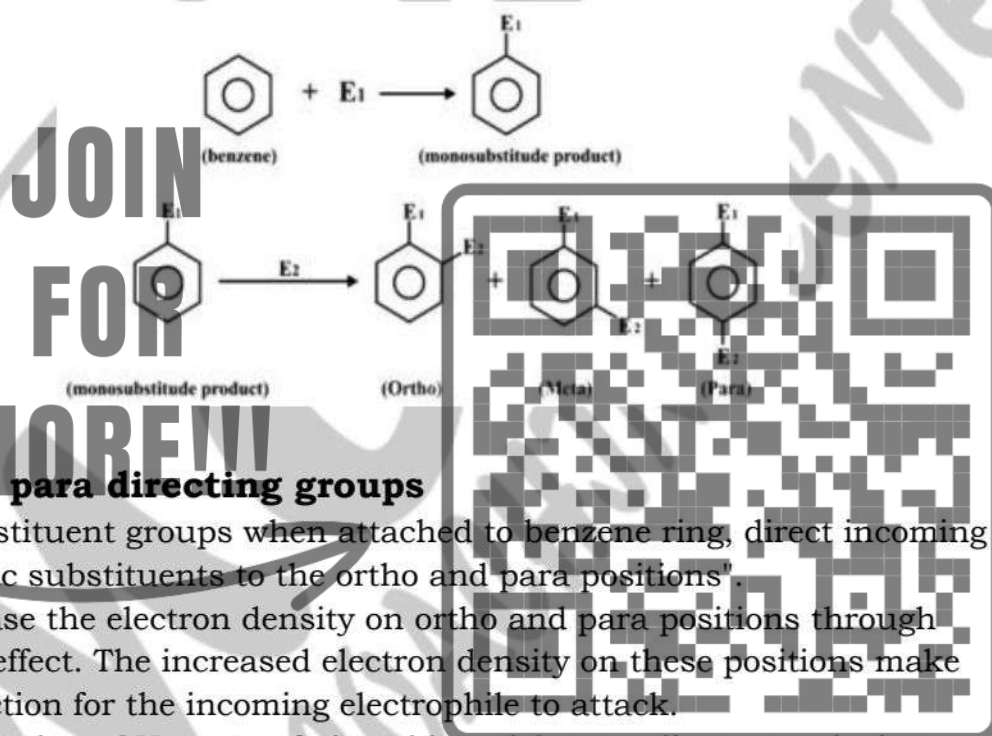 E1
+ E1
(benzene) (monosubstitude product)
E1 E1 E1 E1
E2 E2 + E2 + E2
(monosubstitude product) (Ortho) (Meta) (Para)
JOIN
FOR
MORE!!!
para directing groups
stituent groups when attached to benzene ring, direct incoming
c substituents to the ortho and para positions".
se the electron density on ortho and para positions through
effect. The increased electron density on these positions make
ction for the incoming electrophile to attack.